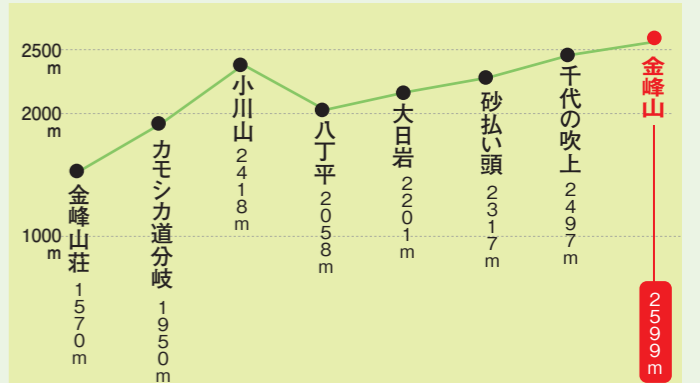 2500
m
2000
m
1000
m
金峰山荘 1570m
カモシカ道分岐 1950m
小川山 2418m
八丁平 2058m
大日岩 2201m
砂払い頭 2317m
千代の吹上 2497m
金峰山
2599m